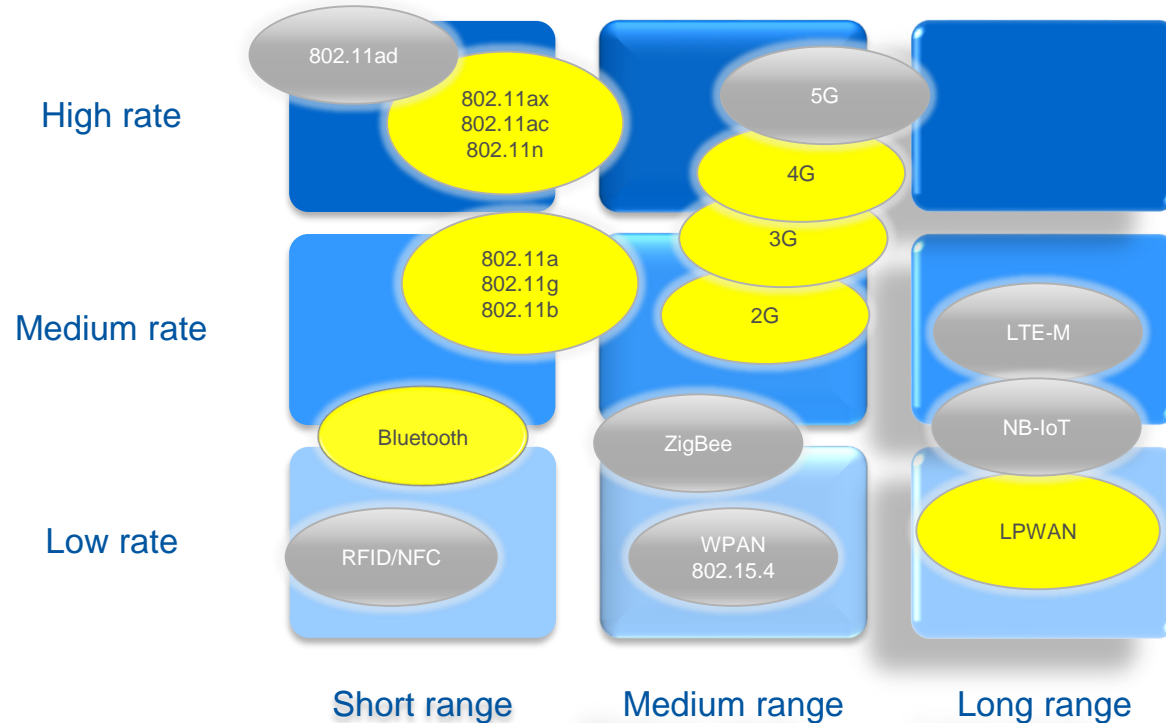 802.11ad
High rate
802.11ax
802.11ac
802.11n
5G
4G
3G
802.11a
802.11g
802.11b
2G
Medium rate
LTE-M
Bluetooth
ZigBee
NB-IoT
Low rate
RFID/NFC
WPAN
802.15.4
LPWAN
Short range
Medium range
Long range